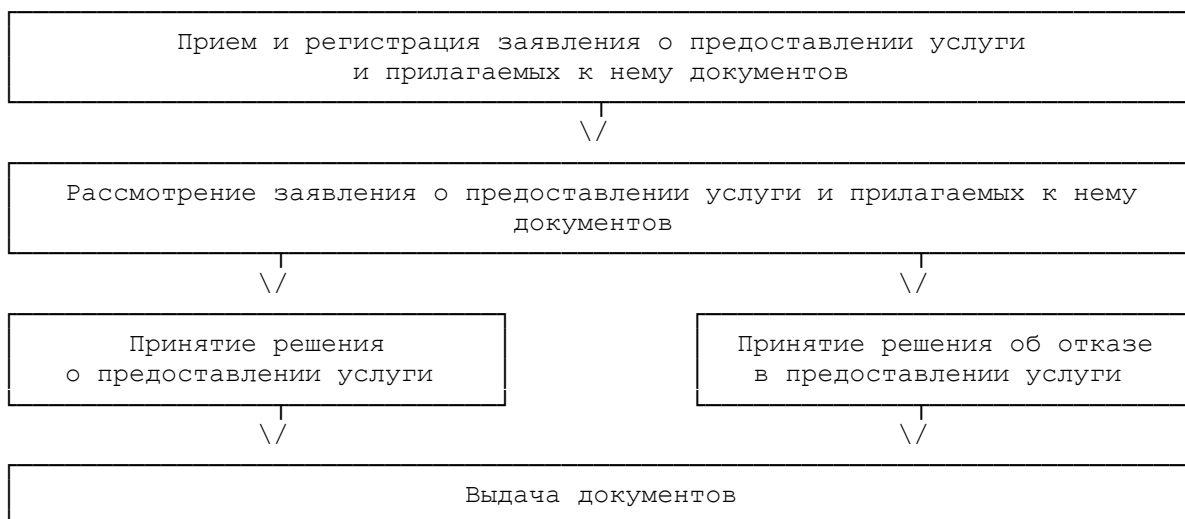 Прием и регистрация заявления о предоставлении услуги
и прилагаемых к нему документов
\/
Рассмотрение заявления о предоставлении услуги и прилагаемых к нему
документов
\/ \/
Принятие решения
о предоставлении услуги
Принятие решения об отказе
в предоставлении услуги
\/ \/
Выдача документов